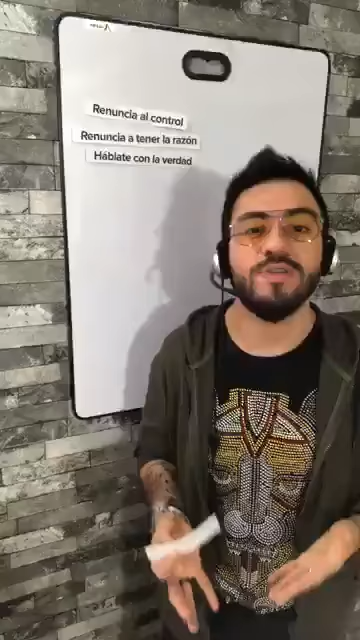 Renuncia al control
Renuncia a tener la razón
Háblate con la verdad